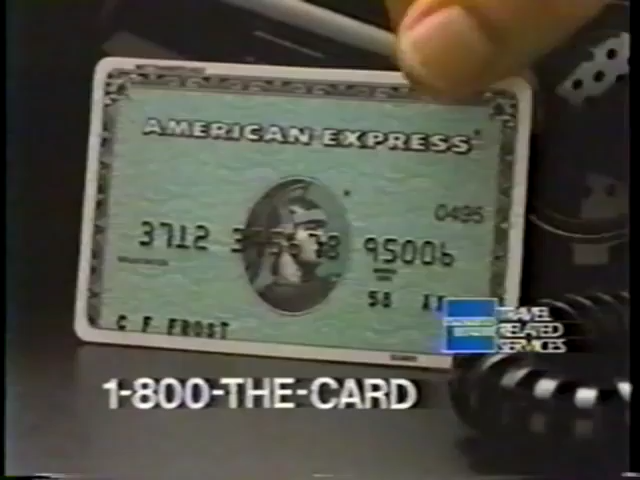 AMERICAN EXPRESS
0495
3712 95006
58
C F FROST
TRAVEL
RELATED
SERVICES
1-800-THE-CARD